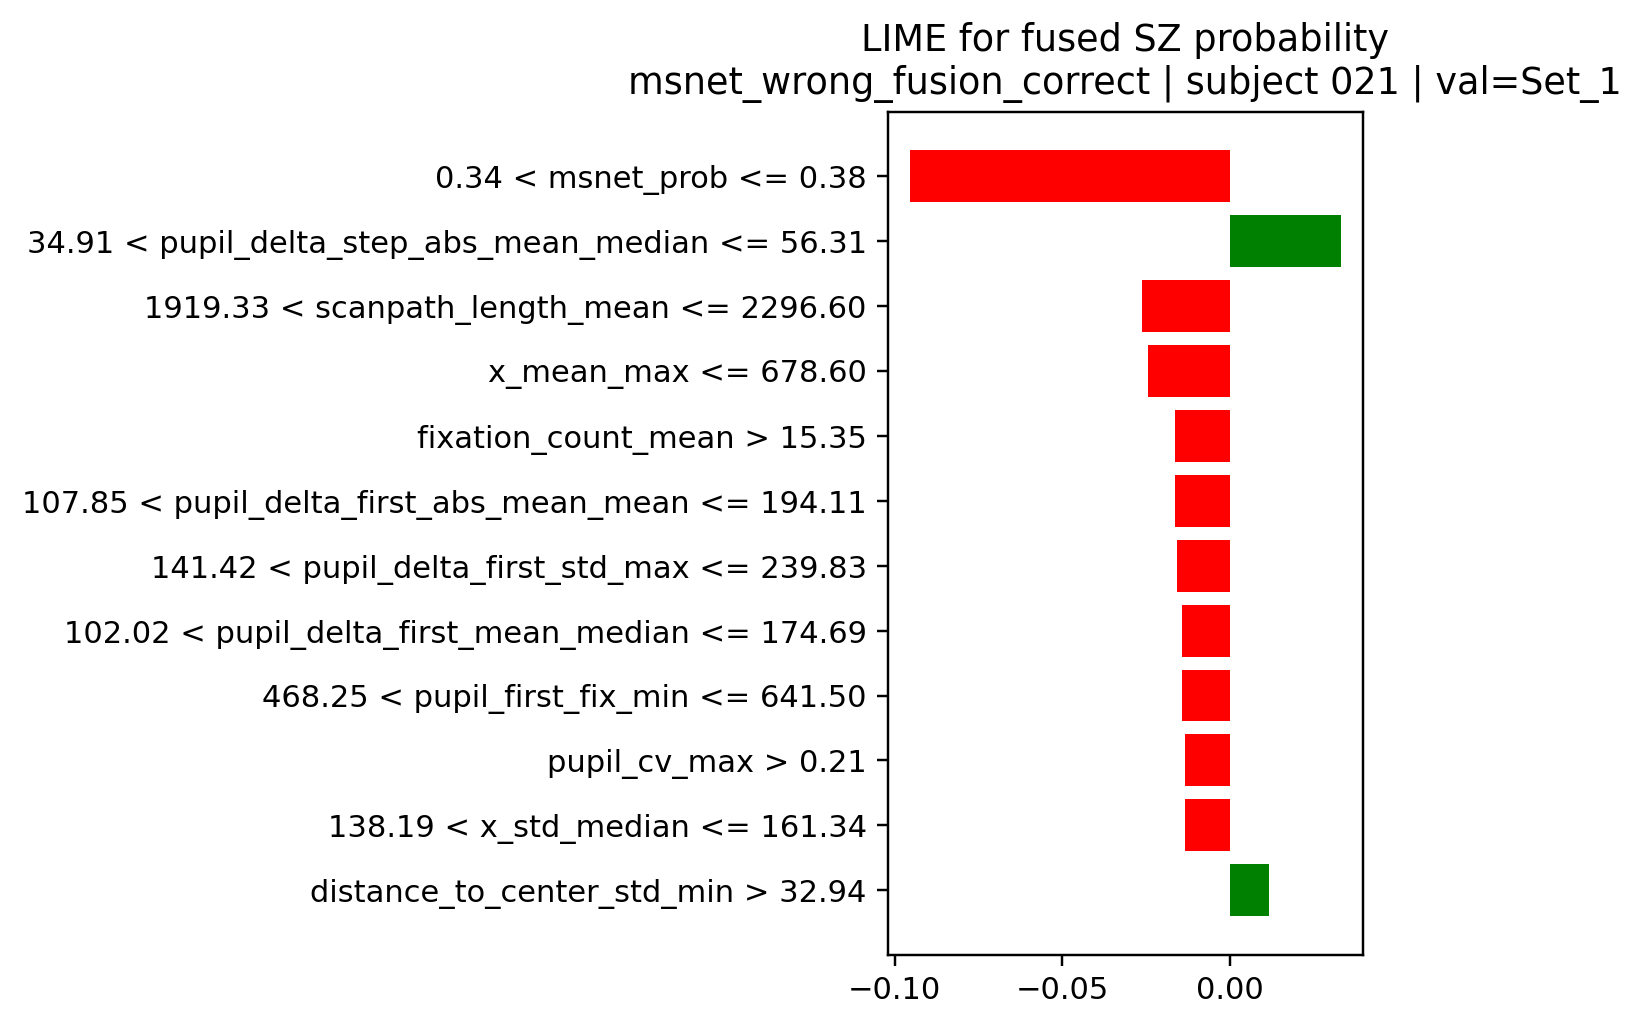 LIME for fused SZ probability
msnet_wrong_fusion_correct | subject 021 | val=Set_1
0.34 < msnet_prob <= 0.38
34.91 < pupil_delta_step_abs_mean_median <= 56.31
1919.33 < scanpath_length_mean <= 2296.60
x_mean_max <= 678.60
fixation_count_mean > 15.35
107.85 < pupil_delta_first_abs_mean_mean <= 194.11
141.42 < pupil_delta_first_std_max <= 239.83
102.02 < pupil_delta_first_mean_median <= 174.69
468.25 < pupil_first_fix_min <= 641.50
pupil_cv_max > 0.21
138.19 < x_std_median <= 161.34
distance_to_center_std_min > 32.94
−0.10 −0.05 0.00